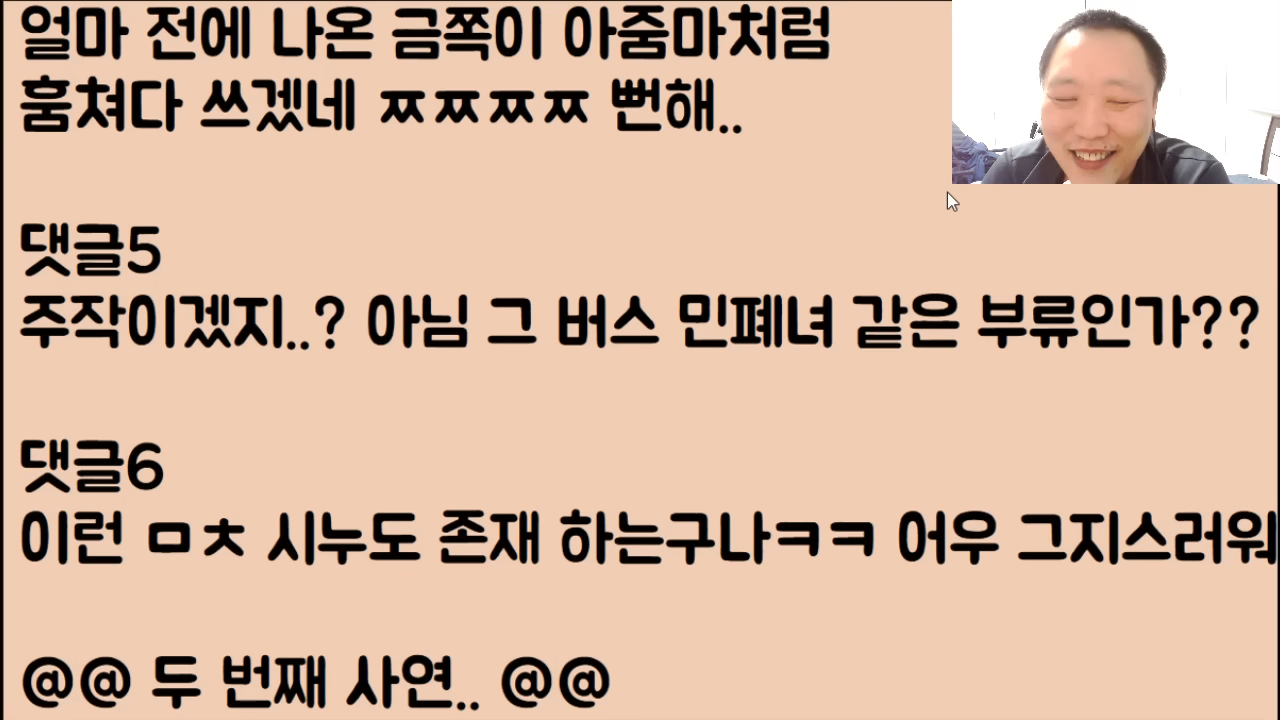 얼마 전에 나온 금쪽이 아줌마처럼
훔쳐다 쓰겠네 ㅉㅉㅉㅉ 뻔해..
댓글5
주작이겠지..? 아님 그 버스 민폐녀 같은 부류인가??
댓글6
이런 ㅁㅊ 시누도 존재 하는구나ㅋㅋ 어우 그지스러워
@@ 두 번째 사연.. @@